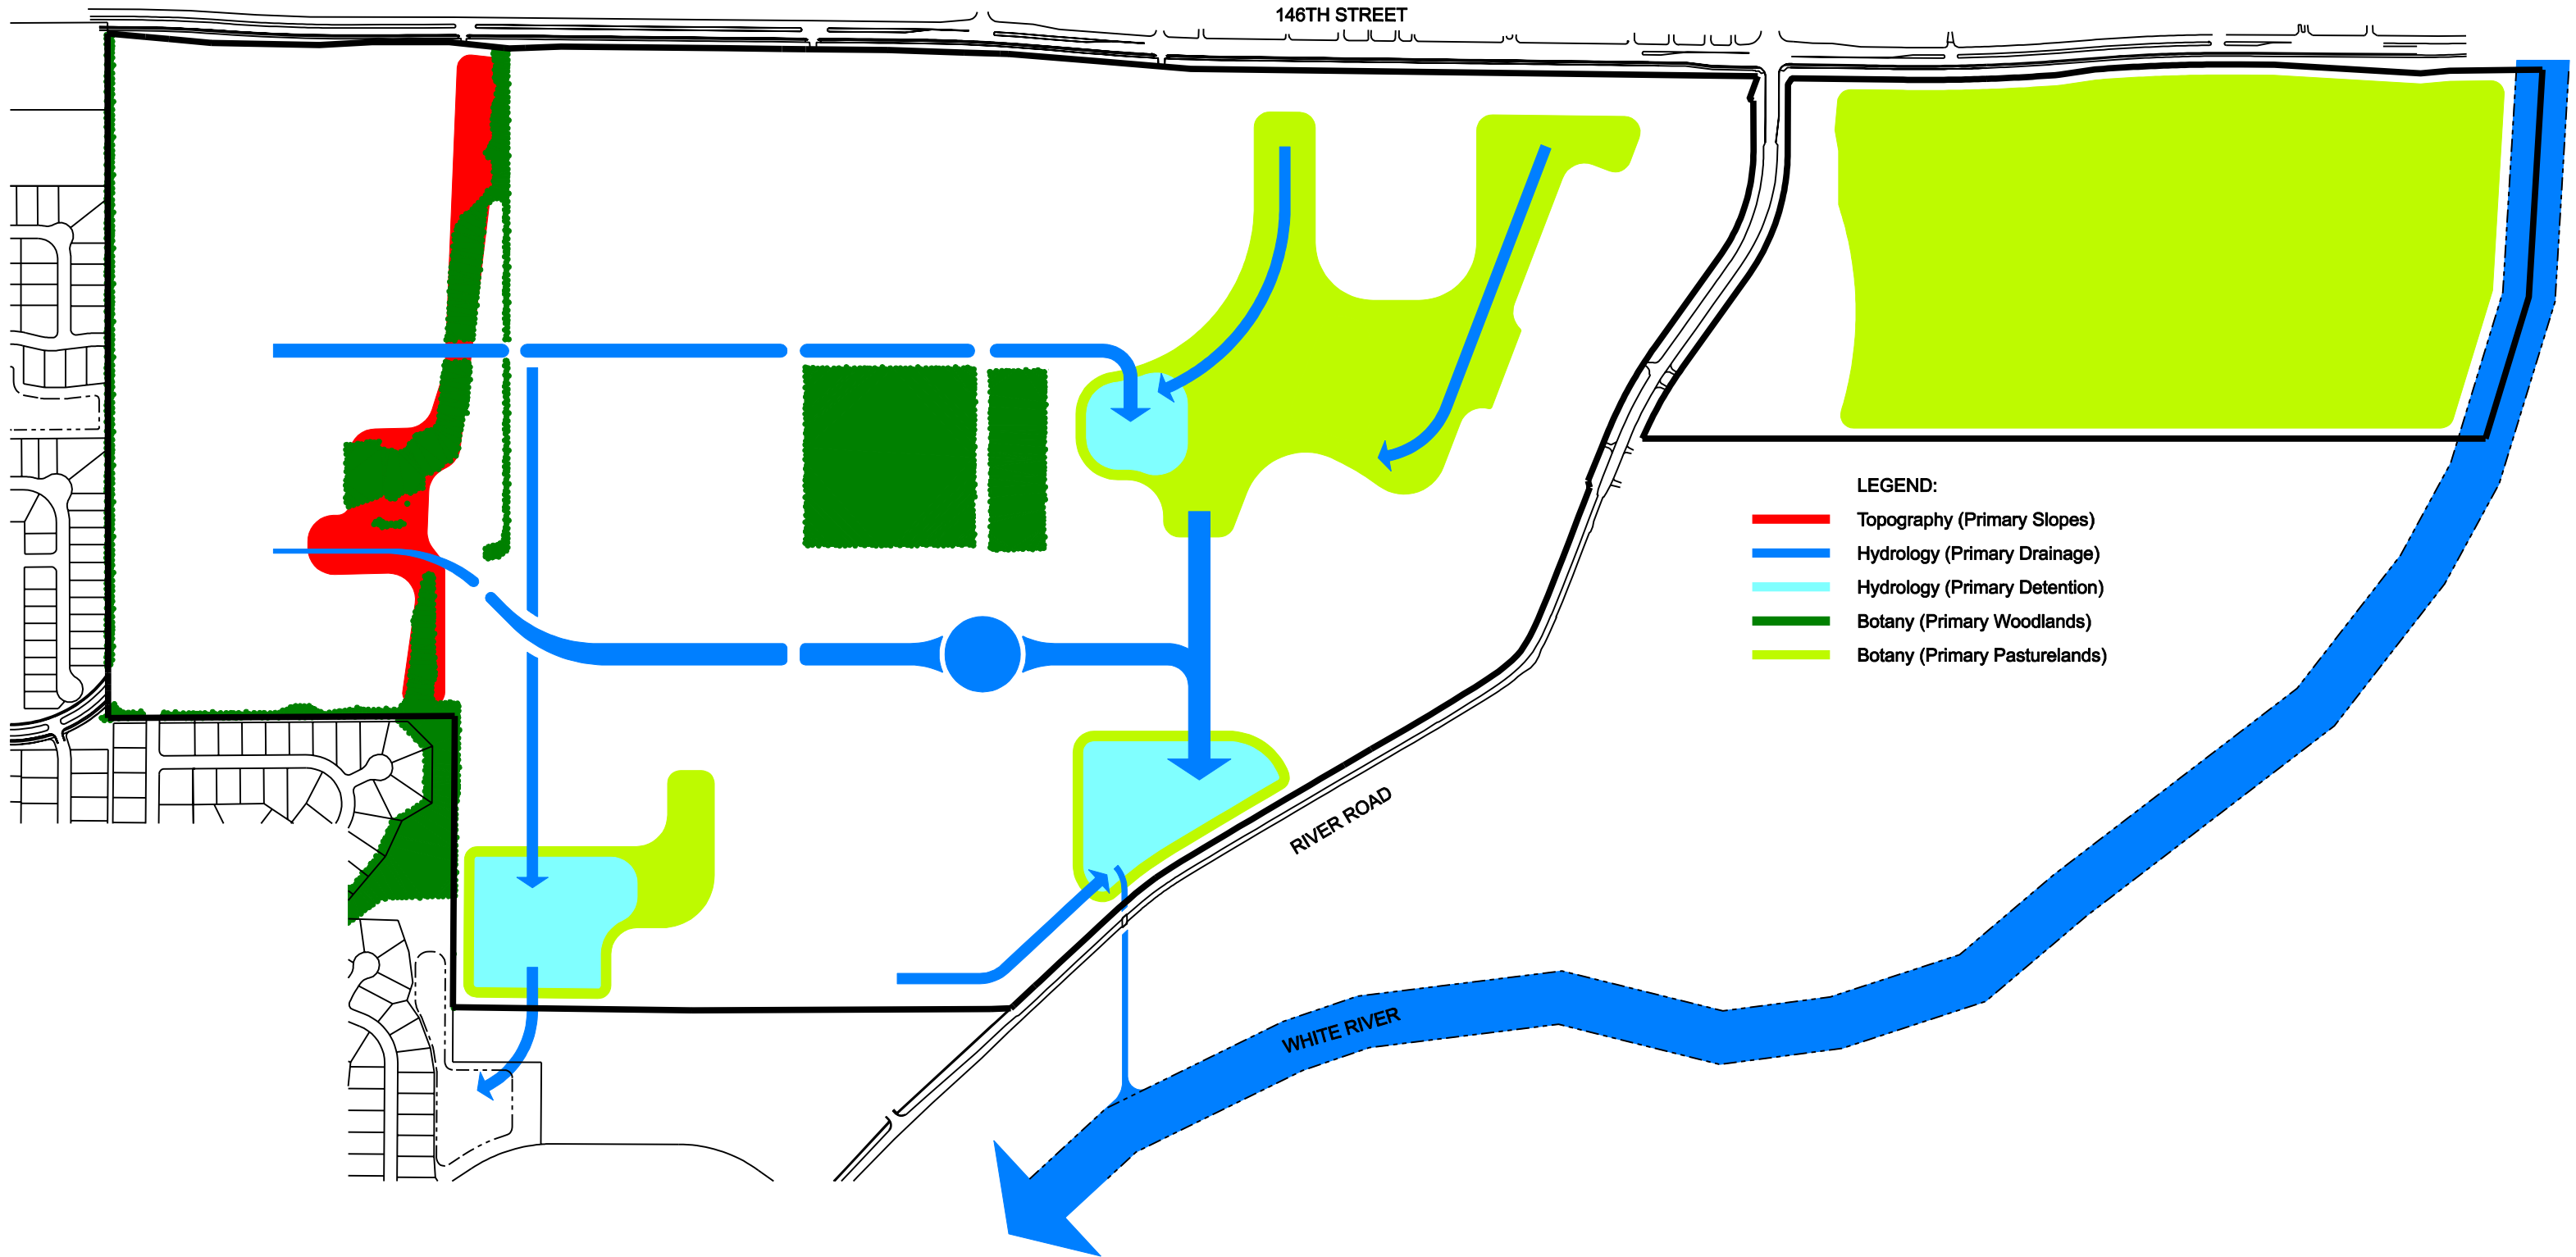 146TH STREET
LEGEND:
Topography (Primary Slopes)
Hydrology (Primary Drainage)
Hydrology (Primary Detention)
Botany (Primary Woodlands)
Botany (Primary Pasturelands)
RIVER ROAD
WHITE RIVER